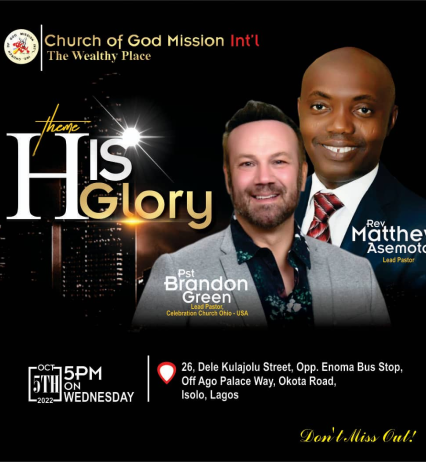 Church of God Mission Int'l
The Wealthy Place
theme
HIS
Glory
Rev
Matthew
Asemota
Lead Pastor
Pst
Brandon
Green
Lead Pastor,
Celebration Church Ohio - USA
OCT
5TH
2022
5PM
ON
WEDNESDAY
26, Dele Kulajolu Street, Opp. Enoma Bus Stop,
Off Ago Palace Way, Okota Road,
Isolo, Lagos
Don't Miss Out!